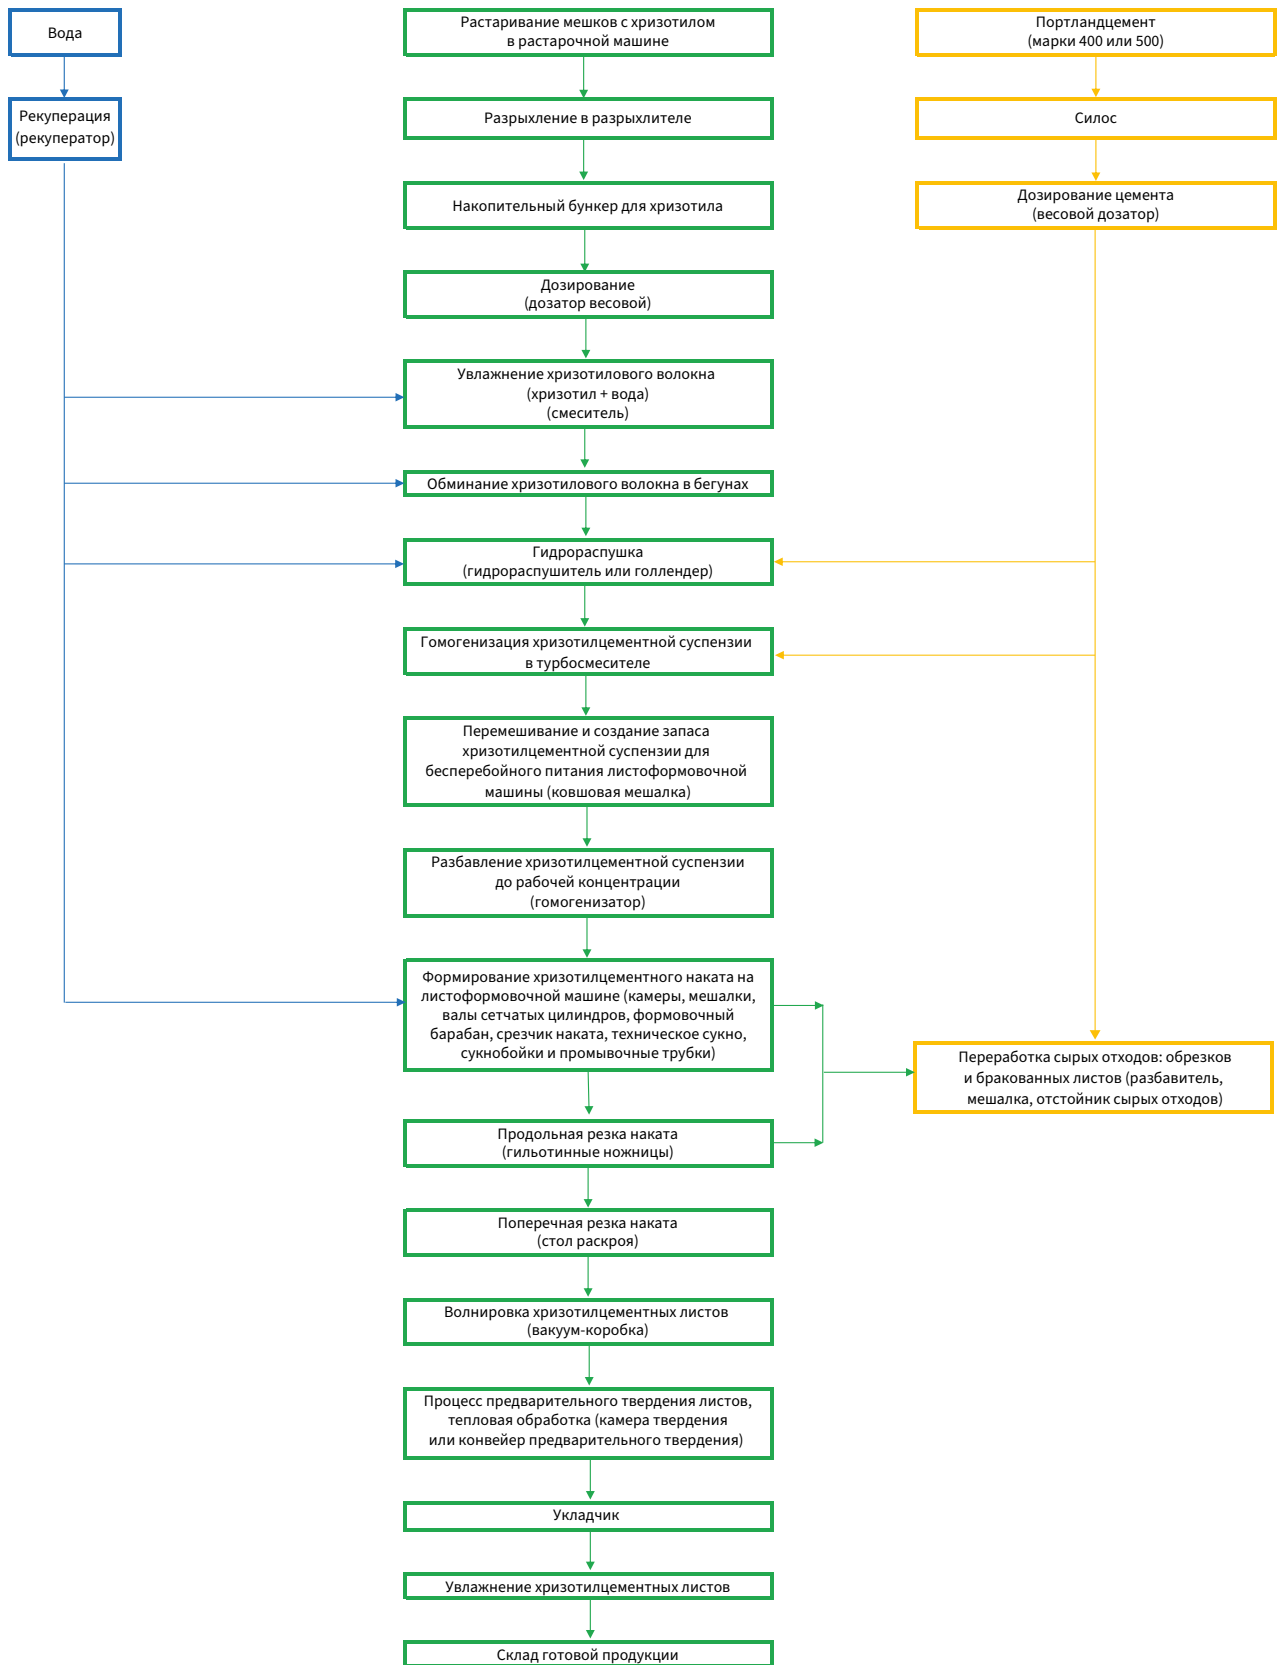 Вода
Рекуперация
(рекуператор)
Растаривание мешков с хризотилом
в растарочной машине
Разрыхление в разрыхлителе
Накопительный бункер для хризотила
Дозирование
(дозатор весовой)
Увлажнение хризотилового волокна
(хризотил + вода)
(смеситель)
Обминание хризотилового волокна в бегунах
Гидрораспушка
(гидрораспушитель или голлендер)
Гомогенизация хризотилцементной суспензии
в турбосмесителе
Перемешивание и создание запаса
хризотилцементной суспензии для
бесперебойного питания листоформовочной
машины (ковшовая мешалка)
Разбавление хризотилцементной суспензии
до рабочей концентрации
(гомогенизатор)
Формирование хризотилцементного наката на
листоформовочной машине (камеры, мешалки,
валы сетчатых цилиндров, формовочный
барабан, срезчик наката, техническое сукно,
сукнобойки и промывочные трубки)
Продольная резка наката
(гильотинные ножницы)
Поперечная резка наката
(стол раскроя)
Волнировка хризотилцементных листов
(вакуум-коробка)
Процесс предварительного твердения листов,
тепловая обработка (камера твердения
или конвейер предварительного твердения)
Укладчик
Увлажнение хризотилцементных листов
Склад готовой продукции
Портландцемент
(марки 400 или 500)
Силос
Дозирование цемента
(весовой дозатор)
Переработка сырых отходов: обрезков
и бракованных листов (разбавитель,
мешалка, отстойник сырых отходов)